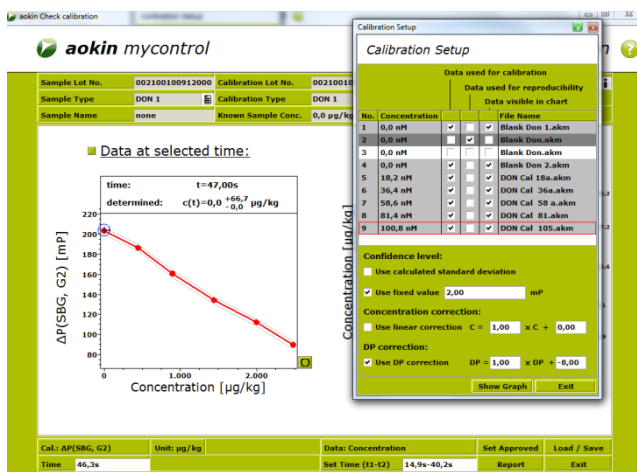 aokin Check calibration
Calibration Setup
aokin mycontrol
Sample Lot No. 002100100912000 Calibration Lot No. 00210010
Sample Type DON 1 Calibration Type DON 1
Sample Name none Known Sample Conc. 0,0 µg/kg
Data at selected time:
time: t=47,00s
determined: c(t)=0,0 +66,7 -0,0 µg/kg
ΔP(SBG, G2) [mP]
220
200
180
160
140
120
100
80
0 1.000 2.000
Concentration [µg/kg]
Concentration [µg/kg]
Cal.: ΔP(SBG, G2) Unit: µg/kg Data: Concentration Set Approved Load / Save
Time 46,3s Set Time (t1-t2) 14,9s-40,2s Report Exit
Calibration Setup
Calibration Setup
Data used for calibration
Data used for reproducibility
Data visible in chart
No. Concentration File Name
1 0,0 nM Blank Don 1.akm
2 0,0 nM Blank Don.akm
3 0,0 nM Blank Don.akm
4 0,0 nM Blank Don 2.akm
5 18,2 nM DON Cal 18a.akm
6 36,4 nM DON Cal 36a.akm
7 58,6 nM DON Cal 58 a.akm
8 81,4 nM DON Cal 81.akm
9 100,8 nM DON Cal 105.akm
Confidence level:
Use calculated standard deviation
Use fixed value 2,00 mP
Concentration correction:
Use linear correction C = 1,00 x C + 0,00
DP correction:
Use DP correction DP = 1,00 x DP + -8,00
Show Graph Exit